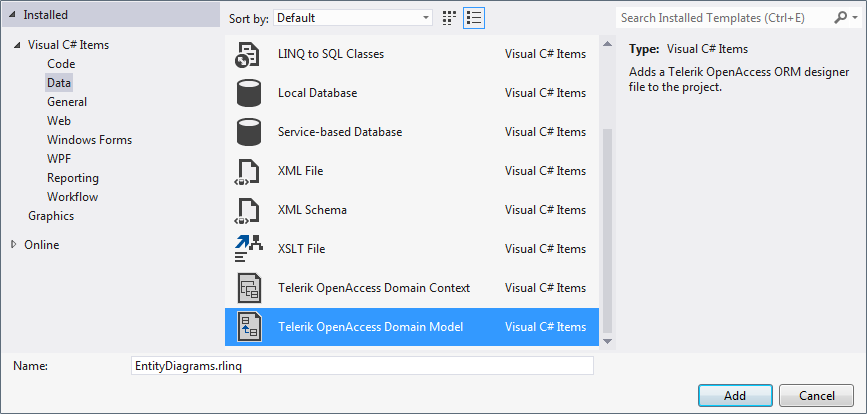 Installed
Sort by: Default
Search Installed Templates (Ctrl+E)
Visual C# Items
Code
Data
General
Web
Windows Forms
WPF
Reporting
Workflow
Graphics
Online
LINQ to SQL Classes Visual C# Items
Local Database Visual C# Items
Service-based Database Visual C# Items
XML File Visual C# Items
XML Schema Visual C# Items
XSLT File Visual C# Items
Telerik OpenAccess Domain Context Visual C# Items
Telerik OpenAccess Domain Model Visual C# Items
Type: Visual C# Items
Adds a Telerik OpenAccess ORM designer
file to the project.
Name: EntityDiagrams.rlinq
Add Cancel